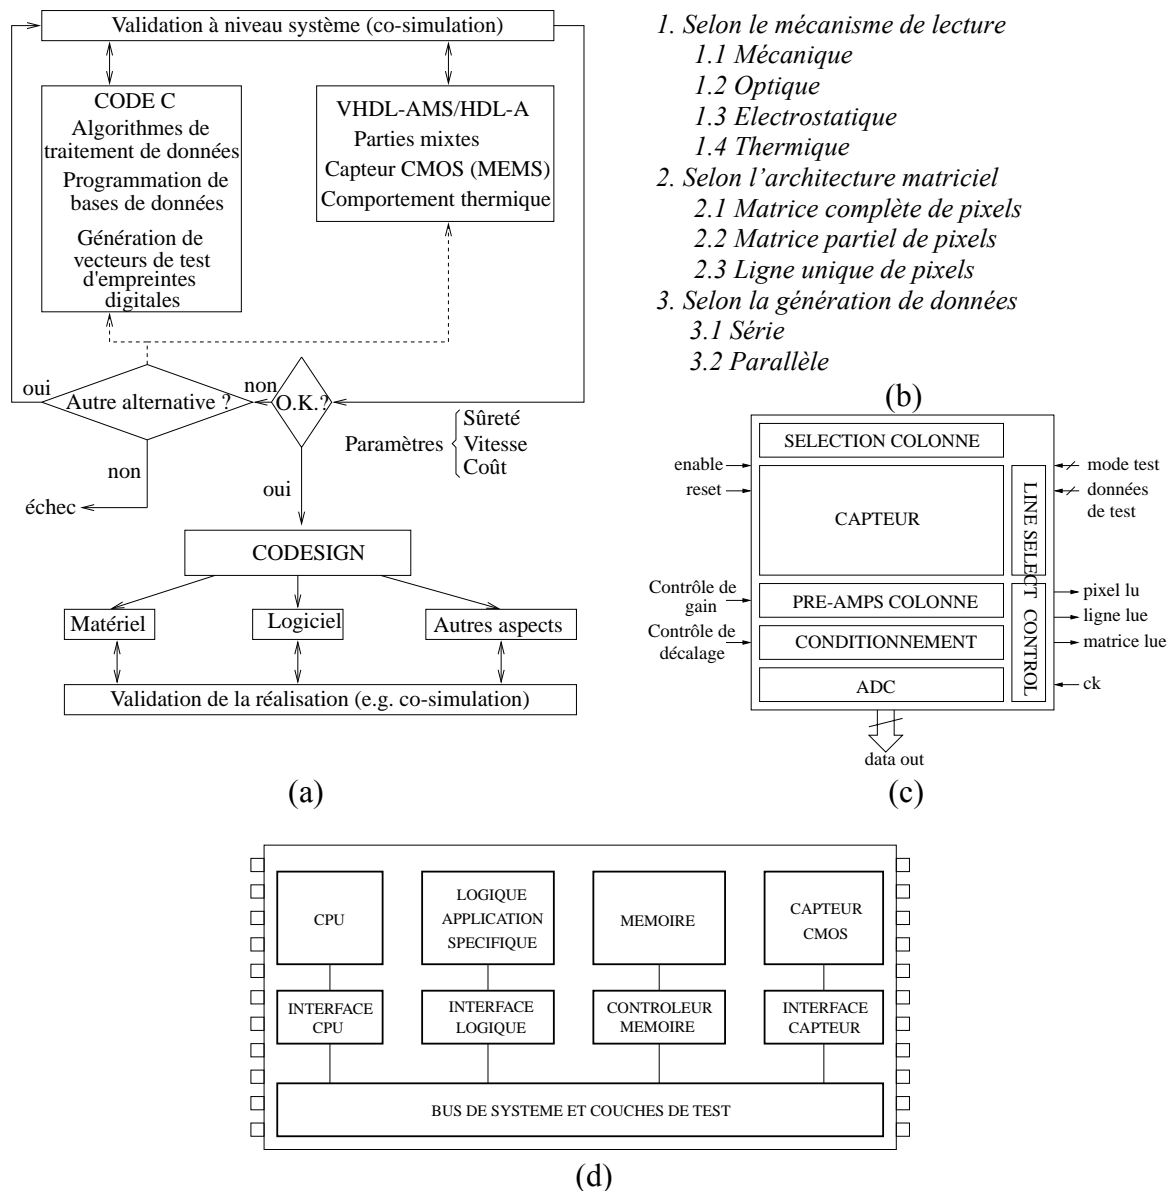 Validation à niveau système (co-simulation)
CODE C
Algorithmes de
traitement de données
Programmation de
bases de données
Génération de
vecteurs de test
d'empreintes
digitales
VHDL-AMS/HDL-A
Parties mixtes
Capteur CMOS (MEMS)
Comportement thermique
oui
Autre alternative ?
non
O.K.?
non
échec
Paramètres
Sûreté
Vitesse
Coût
oui
CODESIGN
Matériel
Logiciel
Autres aspects
Validation de la réalisation (e.g. co-simulation)
(a)
1. Selon le mécanisme de lecture
1.1 Mécanique
1.2 Optique
1.3 Electrostatique
1.4 Thermique
2. Selon l'architecture matriciel
2.1 Matrice complète de pixels
2.2 Matrice partiel de pixels
2.3 Ligne unique de pixels
3. Selon la génération de données
3.1 Série
3.2 Parallèle
(b)
SELECTION COLONNE
enable
reset
CAPTEUR
LINE SELECT CONTROL
mode test
données
de test
Contrôle de
gain
PRE-AMPS COLONNE
pixel lu
ligne lue
Contrôle de
décalage
CONDITIONNEMENT
matrice lue
ADC
ck
data out
(c)
CPU
LOGIQUE
APPLICATION
SPECIFIQUE
MEMOIRE
CAPTEUR
CMOS
INTERFACE
CPU
INTERFACE
LOGIQUE
CONTROLEUR
MEMOIRE
INTERFACE
CAPTEUR
BUS DE SYSTEME ET COUCHES DE TEST
(d)